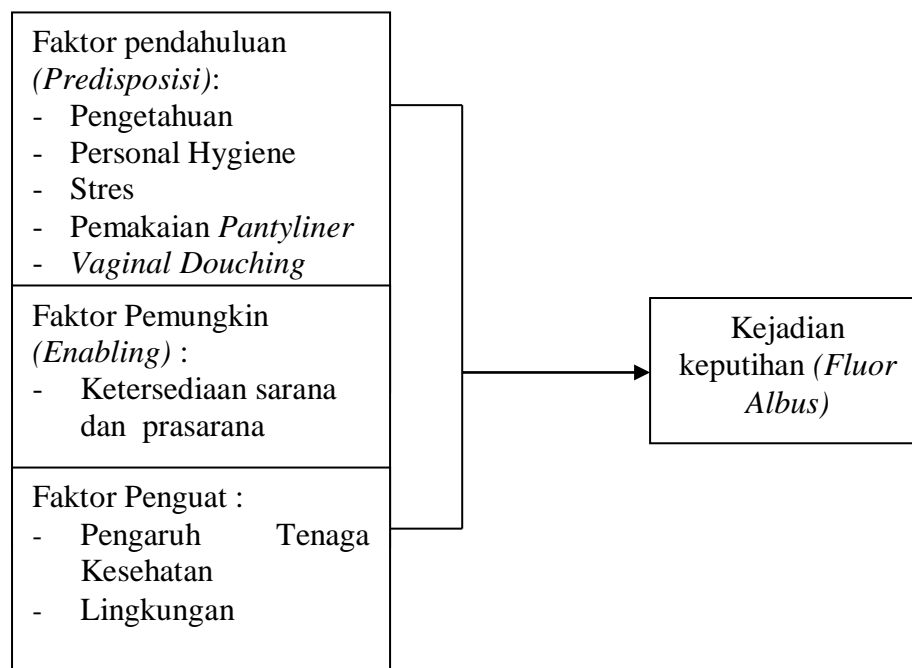 Faktor pendahuluan
(Predisposisi):
- Pengetahuan
- Personal Hygiene
- Stres
- Pemakaian Pantyliner
- Vaginal Douching
Faktor Pemungkin
(Enabling) :
- Ketersediaan sarana
dan prasarana
Faktor Penguat :
- Pengaruh Tenaga
Kesehatan
- Lingkungan
Kejadian
keputihan (Fluor
Albus)